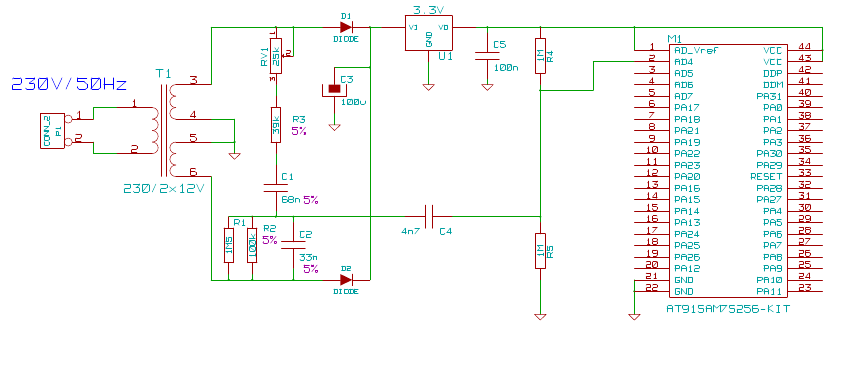 230V/50Hz
CONN_2
P1
1
2
T1
1
2
3
4
5
6
230/2x12V
D1
DIODE
RV1
25k
1
2
3
R3
39k
5%
C1
68n
5%
R1
1M5
R2
100k
5%
C2
33n
5%
D2
DIODE
C3
100u
3.3V
VI
VO
GND
U1
C5
100n
R4
1M
4n7
C4
1M
R5
M1
1 AD_Vref VCC 44
2 AD4 VCC 43
3 AD5 DDP 42
4 AD6 DDM 41
5 AD7 PA31 40
6 PA17 PA0 39
7 PA18 PA1 38
8 PA21 PA2 37
9 PA19 PA3 36
10 PA22 PA30 35
11 PA23 PA29 34
12 PA20 RESET 33
13 PA16 PA28 32
14 PA15 PA27 31
15 PA14 PA4 30
16 PA13 PA5 29
17 PA24 PA6 28
18 PA25 PA7 27
19 PA26 PA8 26
20 PA12 PA9 25
21 GND PA10 24
22 GND PA11 23
AT91SAM7S256-KIT